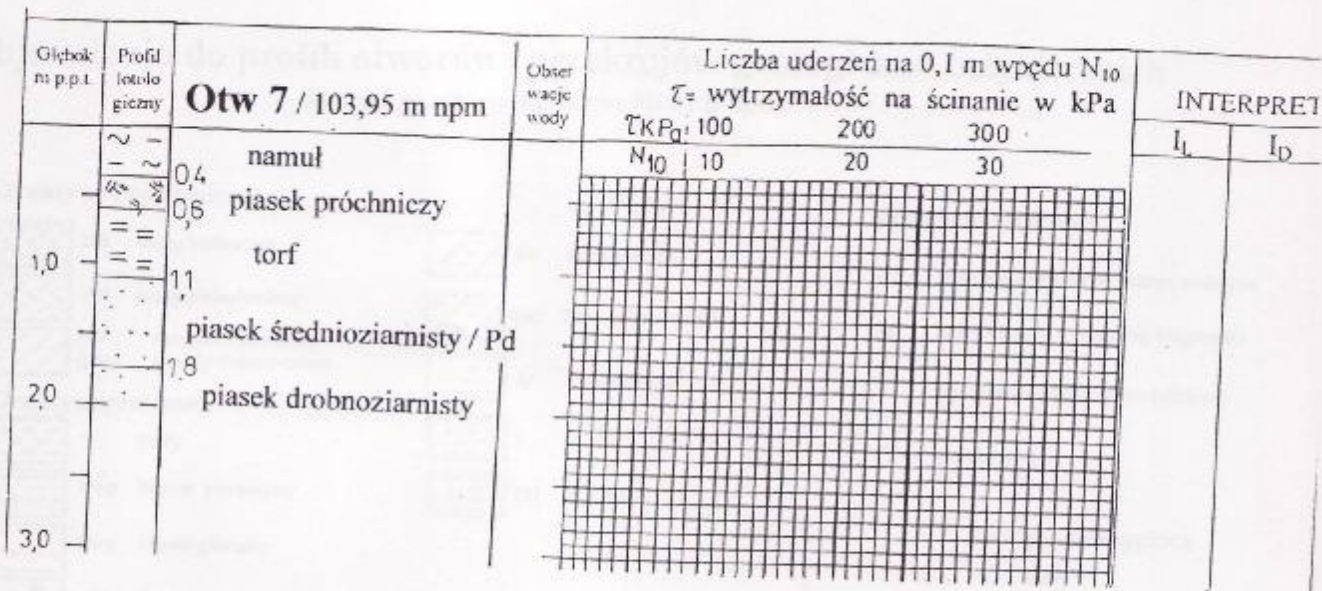 Głębok
m p.p.t.
Profil
litolo
giczny
Otw 7 / 103,95 m npm
Obser
wacje
wody
Liczba uderzeń na 0,1 m wpędu N10
τ= wytrzymałość na ścinanie w kPa
τKPa 100 200 300
N10 10 20 30
INTERPRET
IL ID
namuł
0,4
piasek próchniczy
0,6
torf
1,0
1,1
piasek średnioziarnisty / Pd
1,8
piasek drobnoziarnisty
2,0
3,0